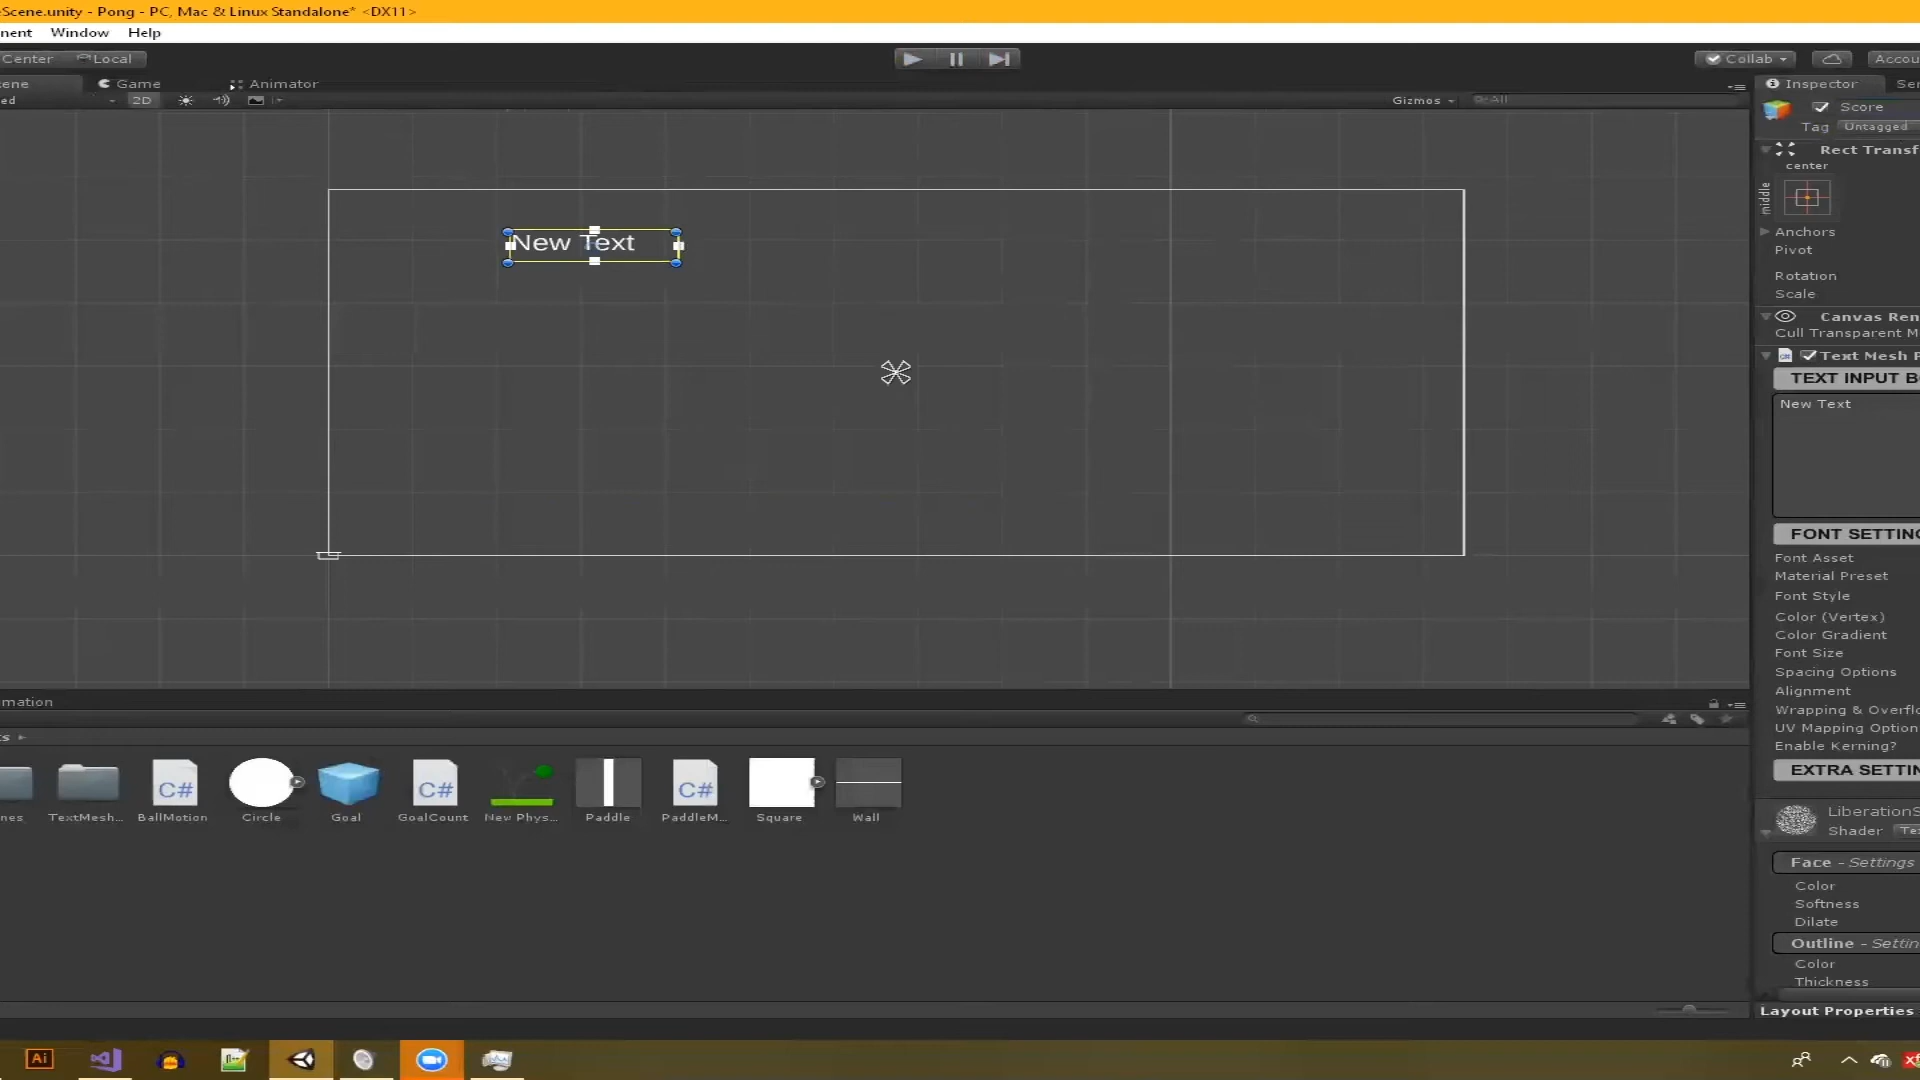 eScene.unity - Pong - PC, Mac & Linux Standalone* <DX11>
nent Window Help
Center Local Collab Accou
ene Game Animator Inspector Ser
ed 2D Gizmos All
Score
Tag Untagged
Rect Transf
center
middle
Anchors
Pivot
Rotation
Scale
Canvas Ren
Cull Transparent M
Text Mesh P
TEXT INPUT B
New Text
New Text
FONT SETTING
Font Asset
Material Preset
Font Style
Color (Vertex)
Color Gradient
Font Size
Spacing Options
Alignment
Wrapping & Overflo
UV Mapping Option
Enable Kerning?
EXTRA SETTIN
mation
ts
nes TextMesh... BallMotion Circle Goal GoalCount New Phys... Paddle PaddleM... Square Wall
C# C# C#
LiberationS
Shader Te
Face - Settings
Color
Softness
Dilate
Outline - Settin
Color
Thickness
Layout Properties
Ai